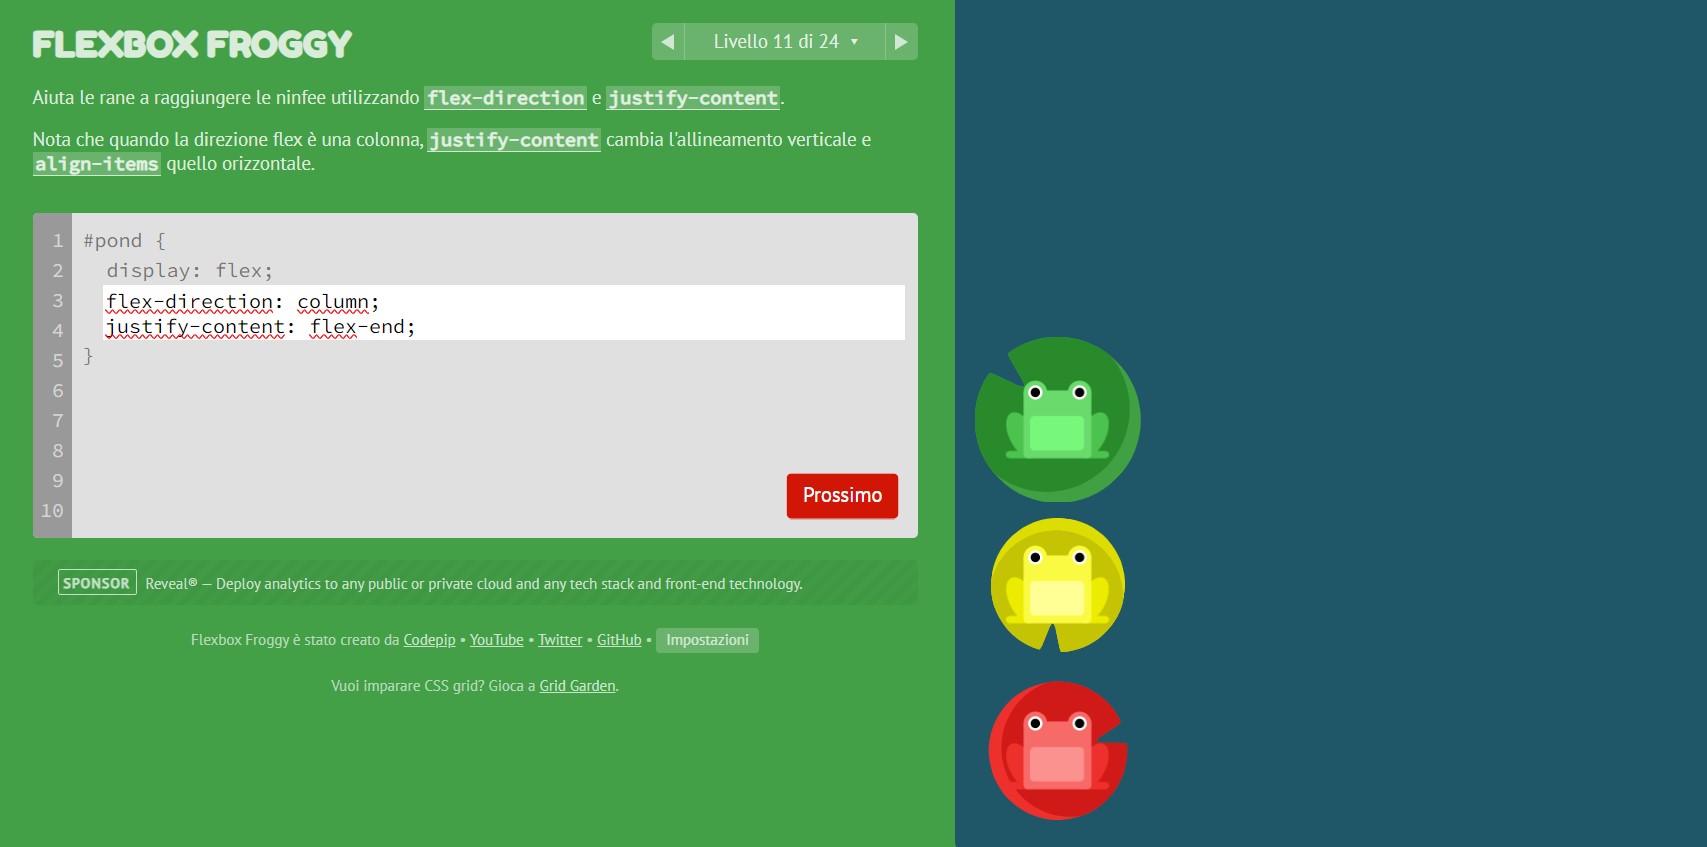 FLEXBOX FROGGY
Livello 11 di 24
Aiuta le rane a raggiungere le ninfee utilizzando flex-direction e justify-content.
Nota che quando la direzione flex è una colonna, justify-content cambia l'allineamento verticale e
align-items quello orizzontale.
1 #pond {
2 display: flex;
3 flex-direction: column;
4 justify-content: flex-end;
5 }
6
7
8
9
10
Prossimo
SPONSOR Reveal® — Deploy analytics to any public or private cloud and any tech stack and front-end technology.
Flexbox Froggy è stato creato da Codepip • YouTube • Twitter • GitHub • Impostazioni
Vuoi imparare CSS grid? Gioca a Grid Garden.